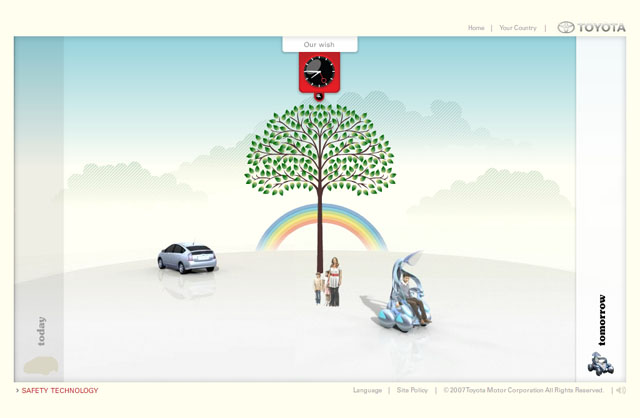 Home | Your Country | TOYOTA
Our wish
today
tomorrow
> SAFETY TECHNOLOGY
Language | Site Policy | ©2007 Toyota Motor Corporation All Rights Reserved. |